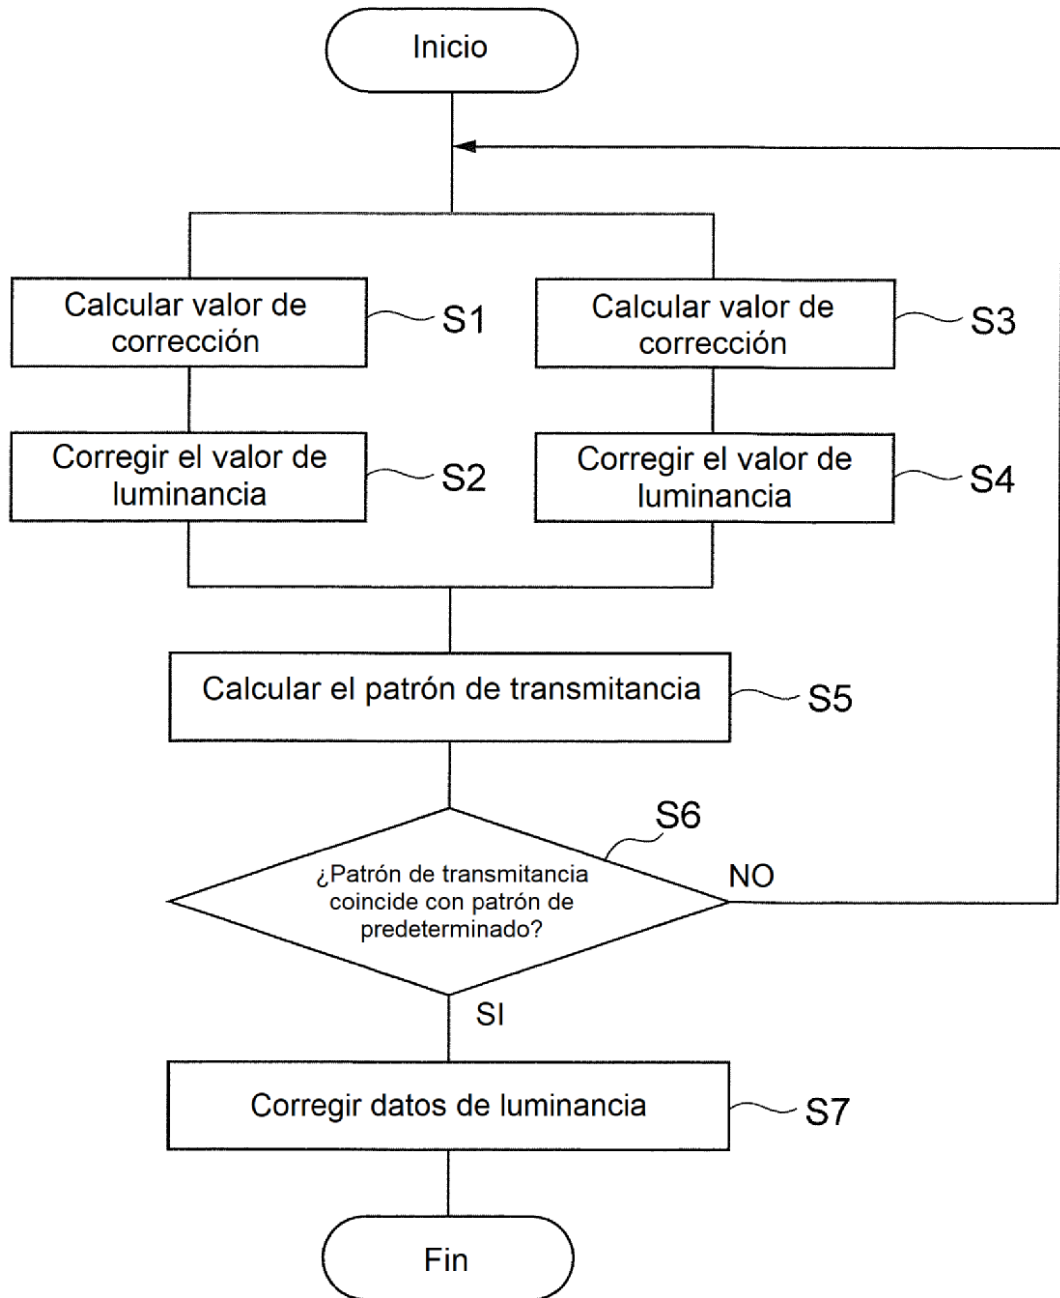 Inicio
Calcular valor de
corrección
S1
Calcular valor de
corrección
S3
Corregir el valor de
luminancia
S2
Corregir el valor de
luminancia
S4
Calcular el patrón de transmitancia
S5
S6
¿Patrón de transmitancia
coincide con patrón de
predeterminado?
NO
SI
Corregir datos de luminancia
S7
Fin